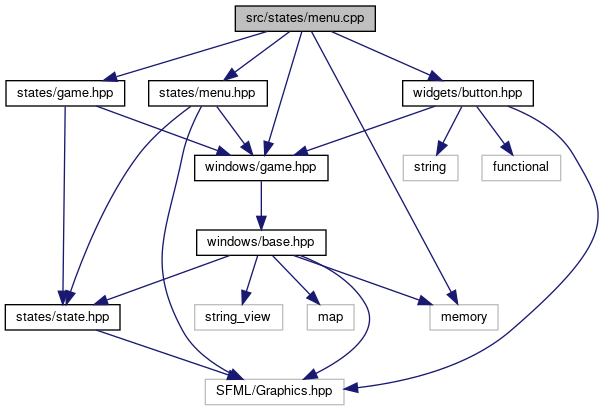 src/states/menu.cpp
states/game.hpp
states/menu.hpp
widgets/button.hpp
windows/game.hpp
string
functional
windows/base.hpp
states/state.hpp
string_view
map
memory
SFML/Graphics.hpp